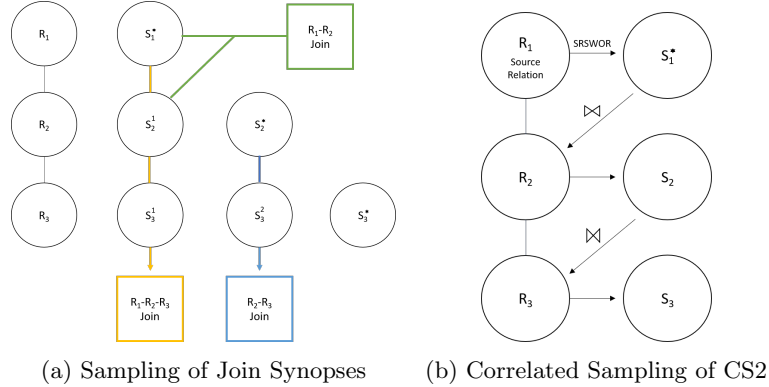 R₁
S₁*
R₁-R₂
Join
R₂
S₂¹
S₂*
R₃
S₃¹
S₃²
S₃*
R₁-R₂-R₃
Join
R₂-R₃
Join
(a) Sampling of Join Synopses
R₁
Source
Relation
SRSWOR
S₁*
⋈
R₂
S₂
⋈
R₃
S₃
(b) Correlated Sampling of CS2